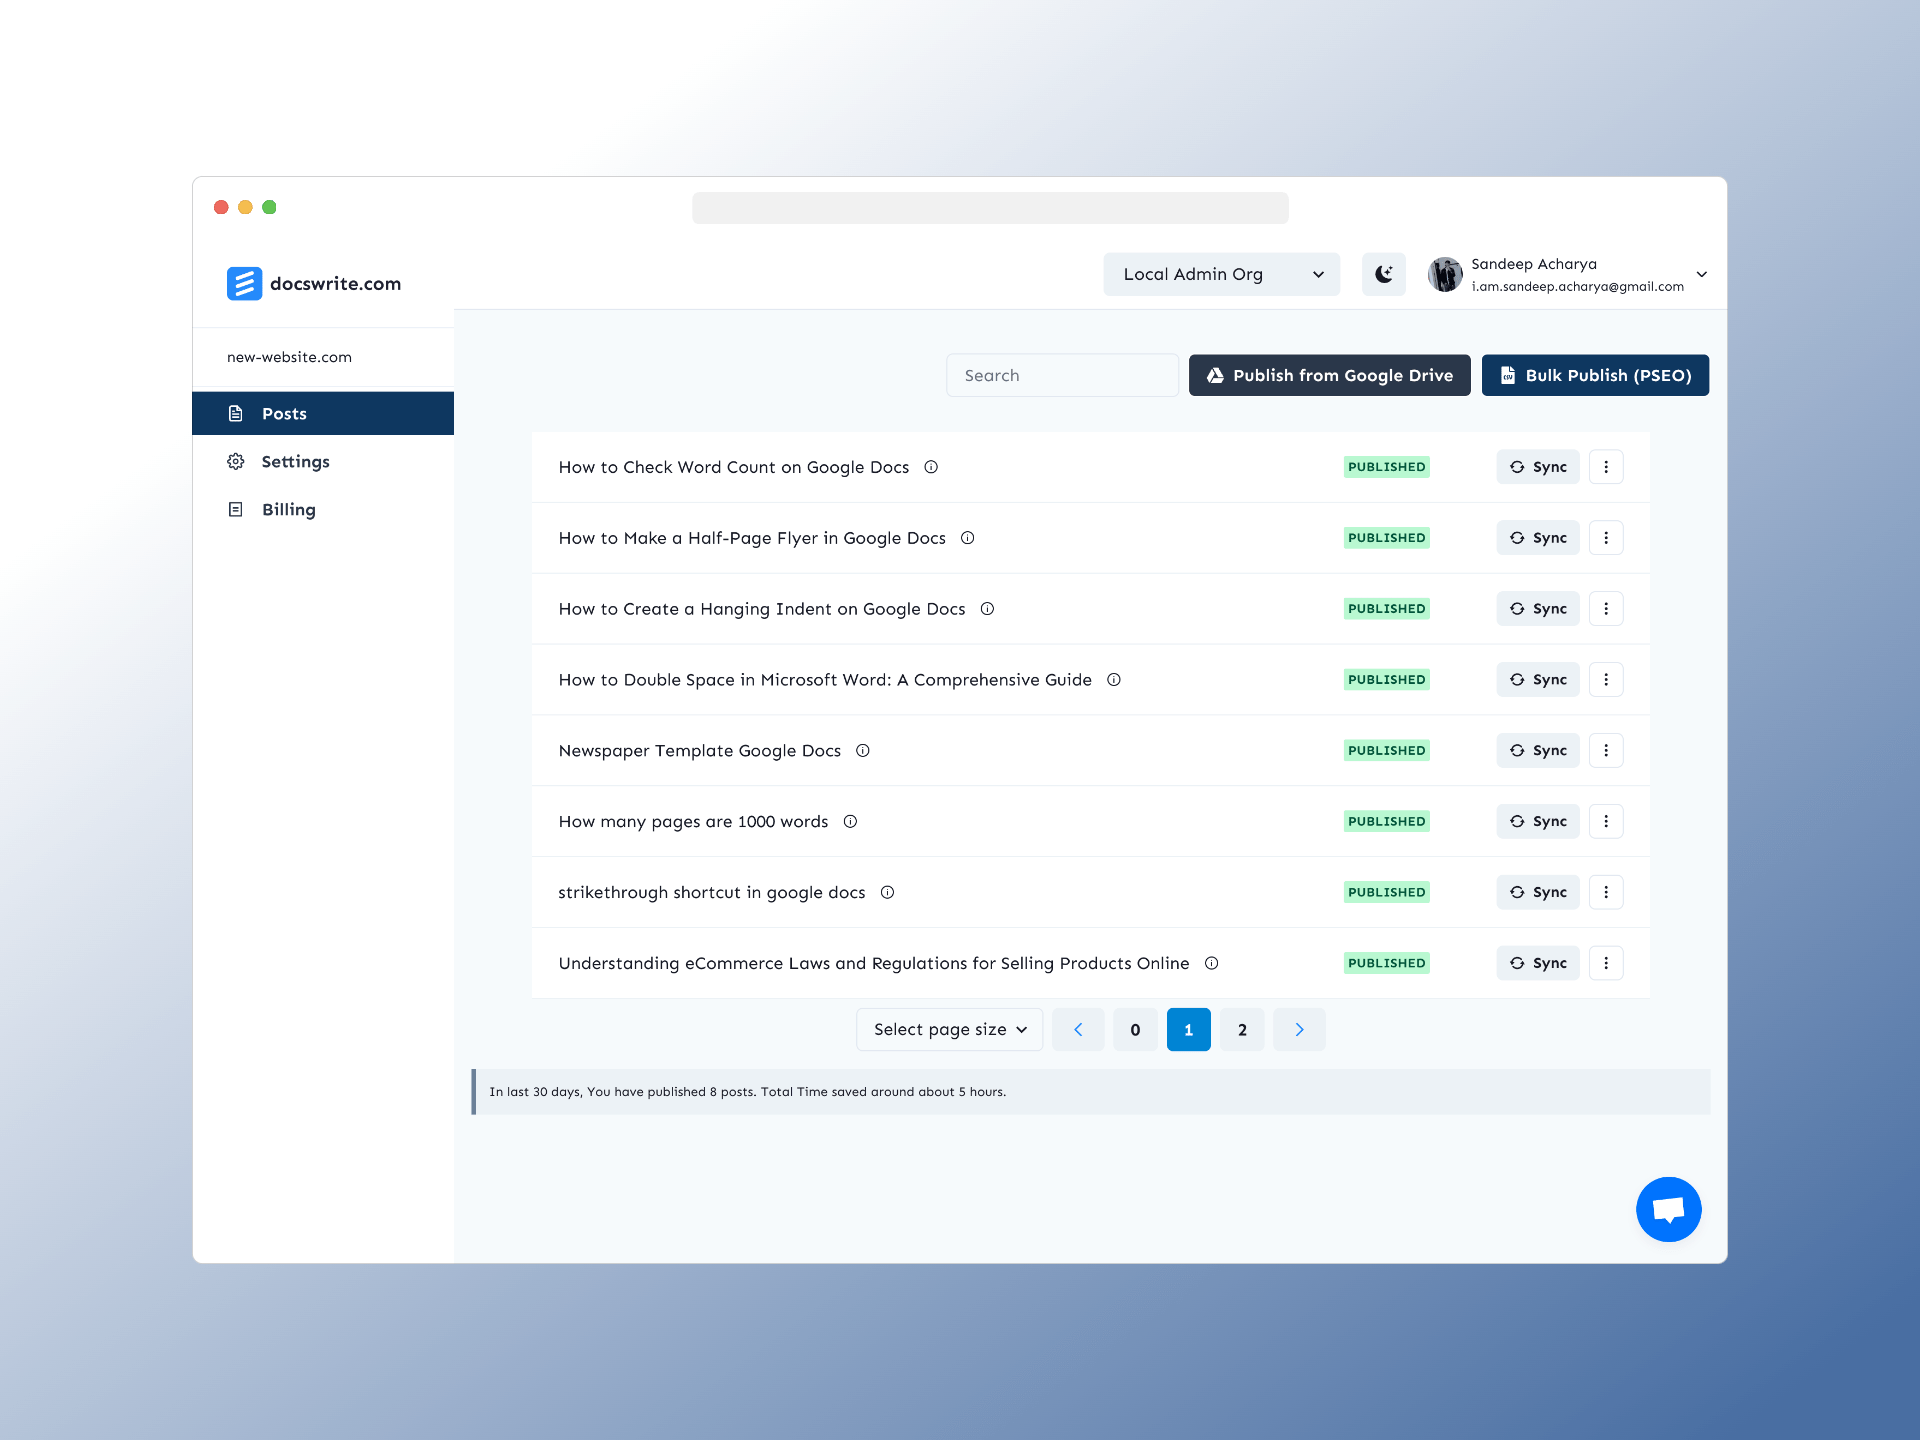 docswrite.com
Local Admin Org
Sandeep Acharya
i.am.sandeep.acharya@gmail.com
new-website.com
Posts
Settings
Billing
Search
Publish from Google Drive
CSV
Bulk Publish (PSEO)
How to Check Word Count on Google Docs PUBLISHED Sync
How to Make a Half-Page Flyer in Google Docs PUBLISHED Sync
How to Create a Hanging Indent on Google Docs PUBLISHED Sync
How to Double Space in Microsoft Word: A Comprehensive Guide PUBLISHED Sync
Newspaper Template Google Docs PUBLISHED Sync
How many pages are 1000 words PUBLISHED Sync
strikethrough shortcut in google docs PUBLISHED Sync
Understanding eCommerce Laws and Regulations for Selling Products Online PUBLISHED Sync
Select page size 0 1 2
In last 30 days, You have published 8 posts. Total Time saved around about 5 hours.